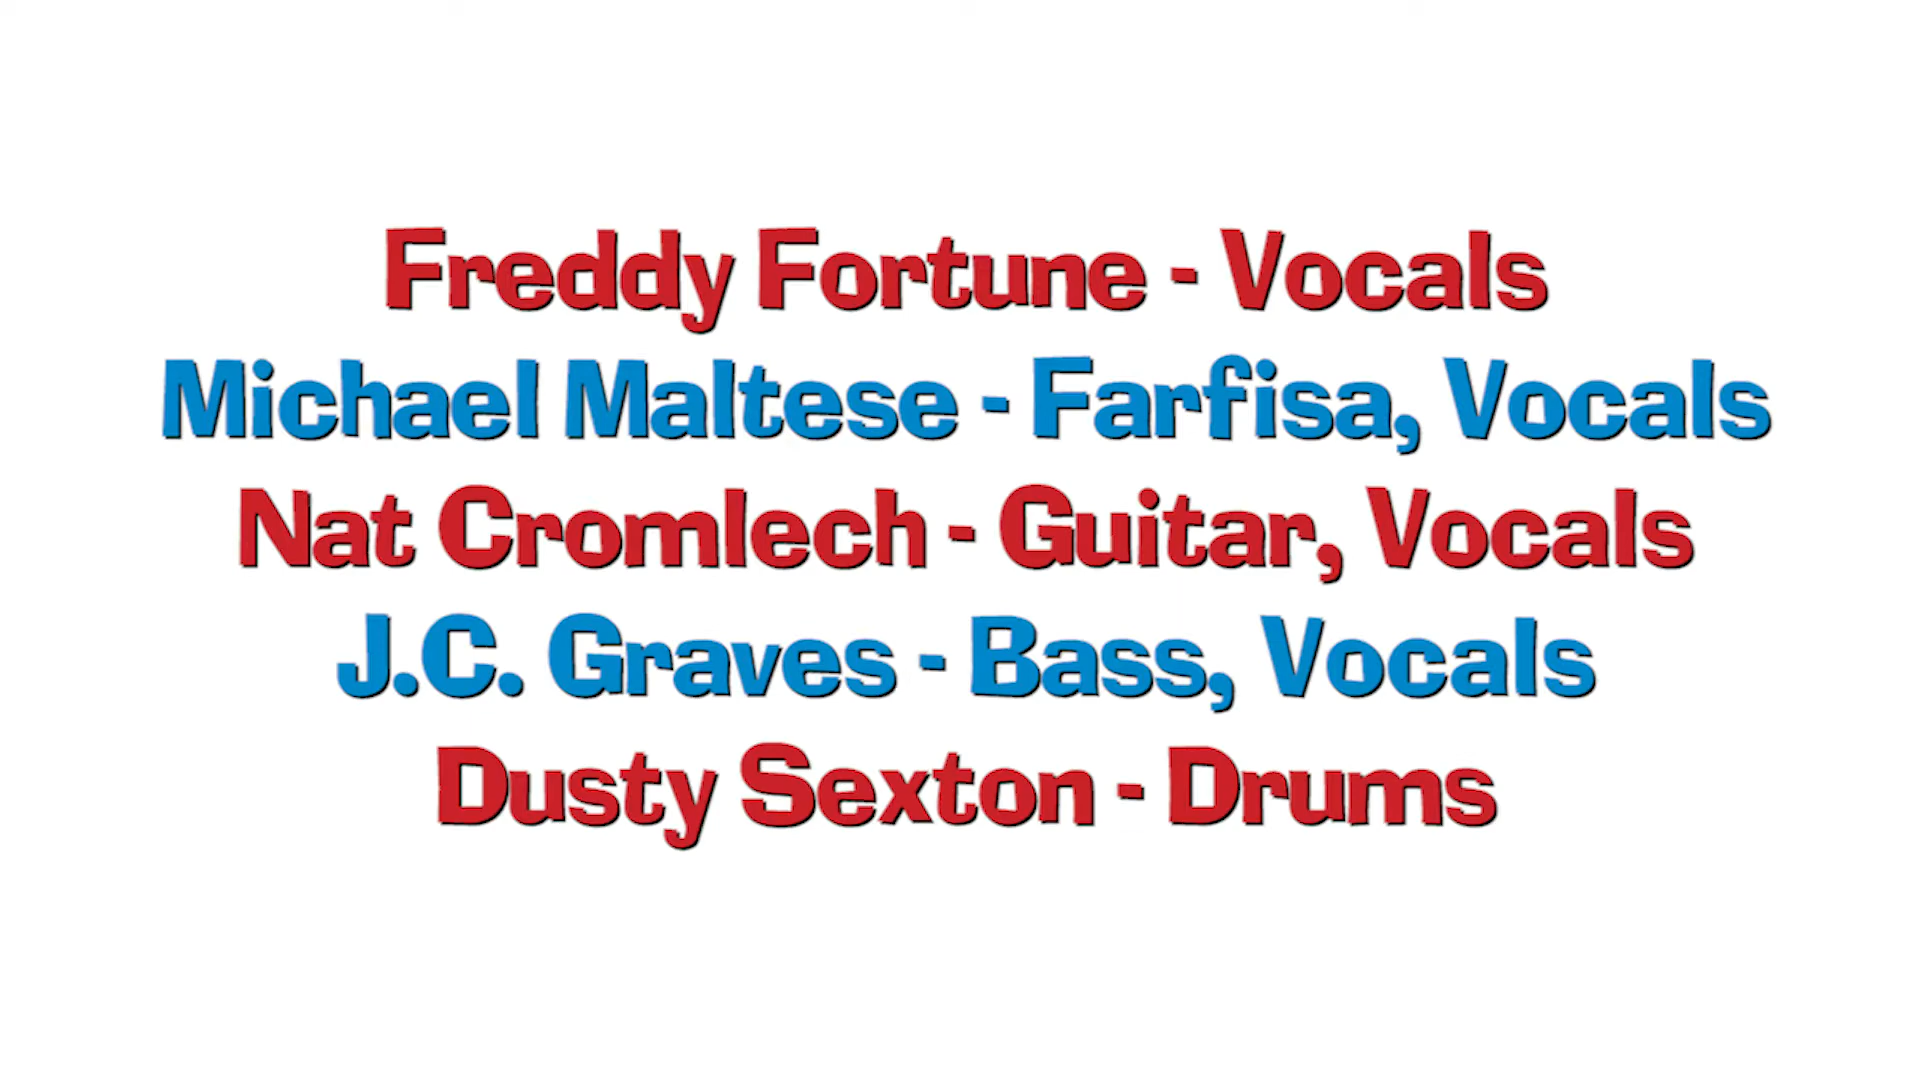 Freddy Fortune - Vocals
Michael Maltese - Farfisa, Vocals
Nat Cromlech - Guitar, Vocals
J.C. Graves - Bass, Vocals
Dusty Sexton - Drums